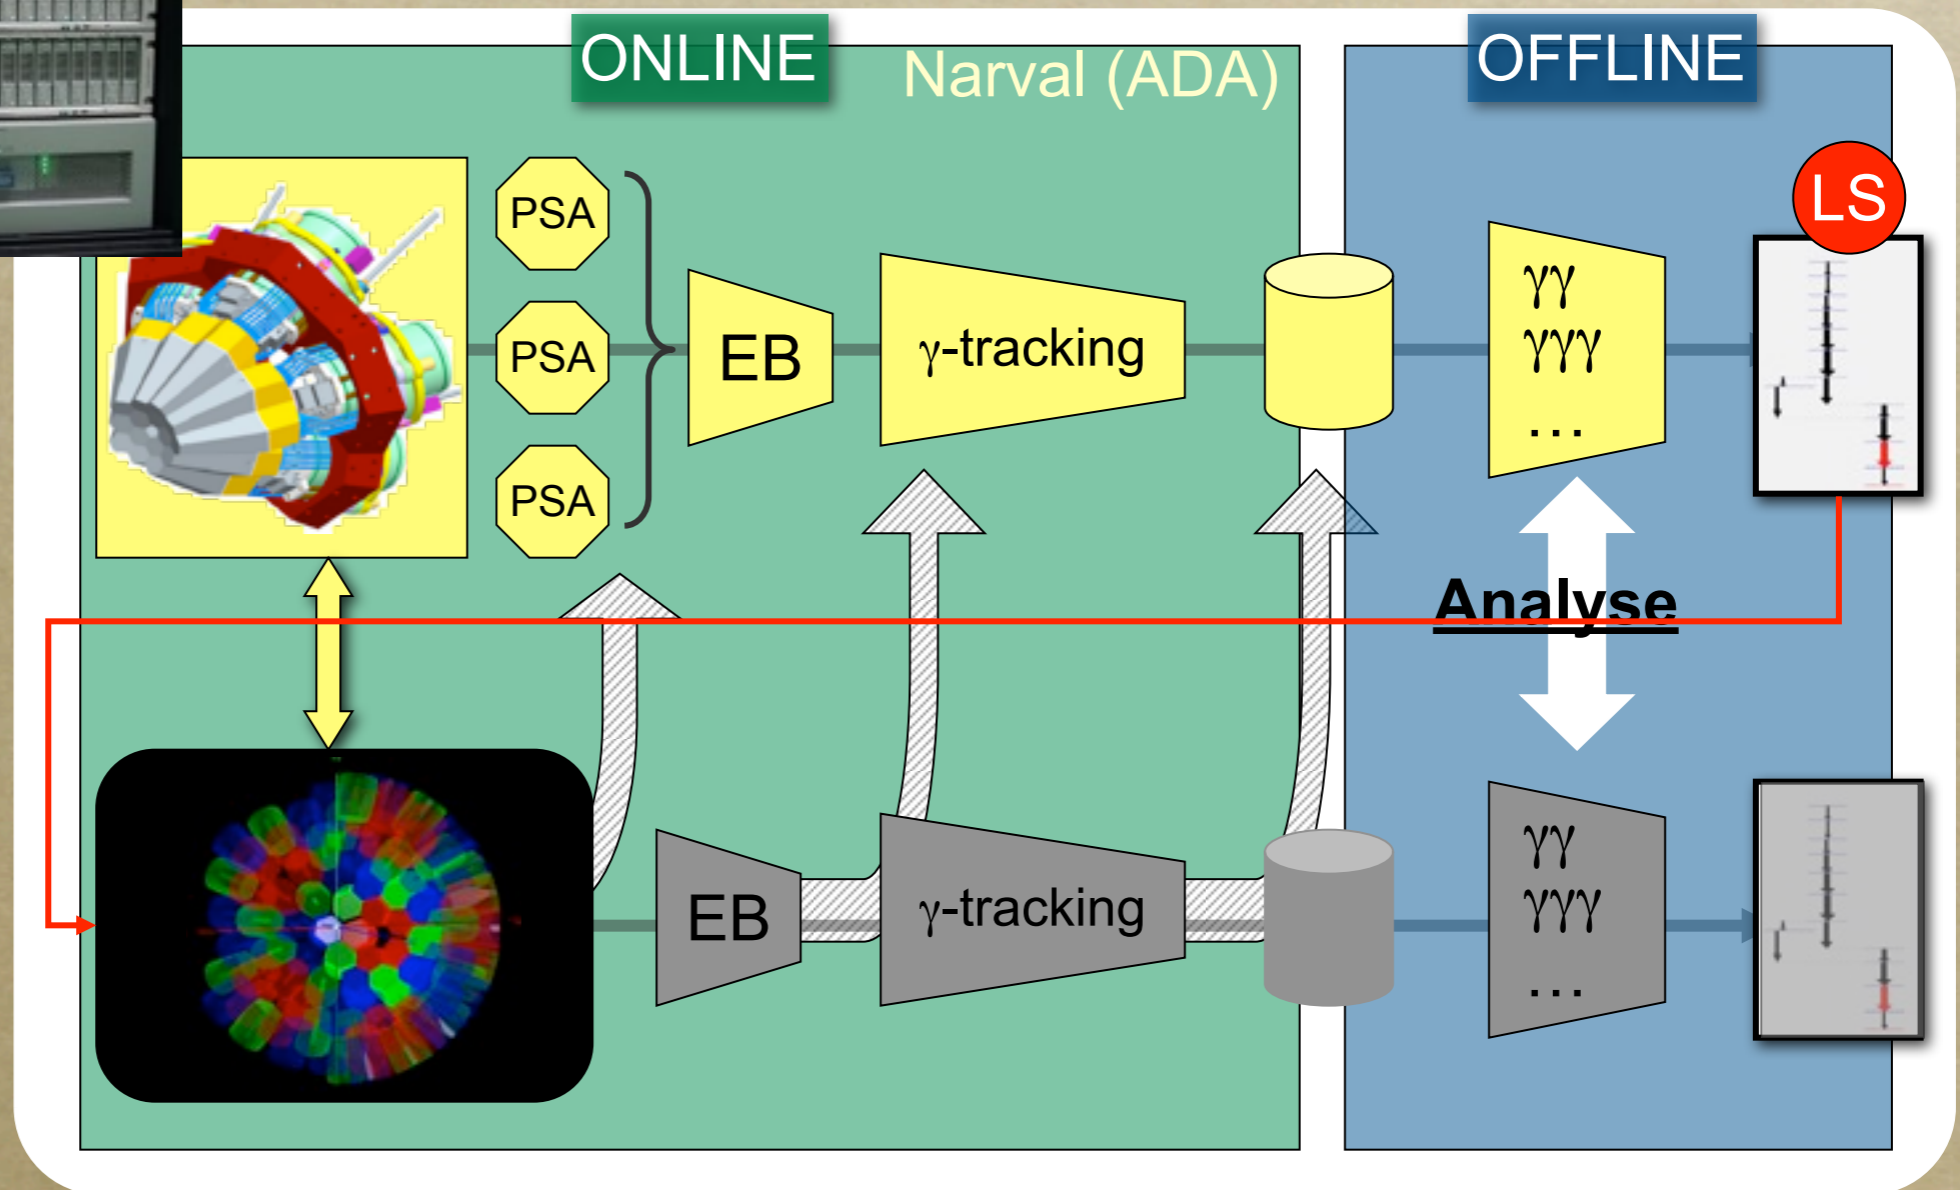 ONLINE
Narval (ADA)
OFFLINE
LS
PSA
PSA
PSA
EB
γ-tracking
γγ
γγγ
...
Analyse
EB
γ-tracking
γγ
γγγ
...